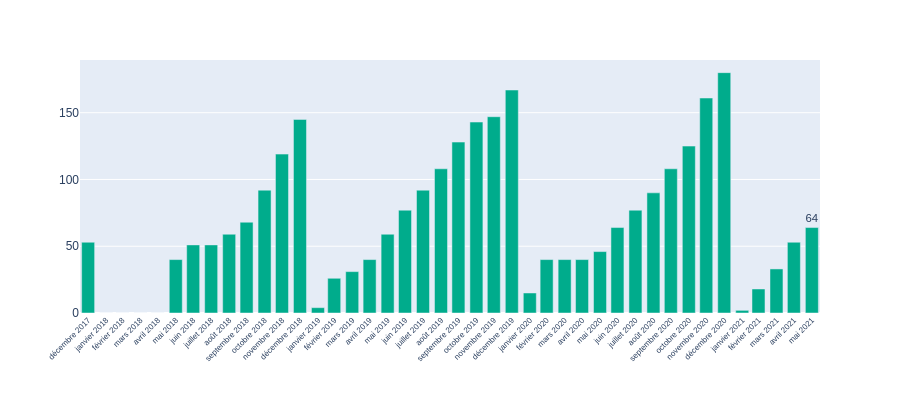 150
100
50
0
64
décembre 2017
janvier 2018
février 2018
mars 2018
avril 2018
mai 2018
juin 2018
juillet 2018
août 2018
septembre 2018
octobre 2018
novembre 2018
décembre 2018
janvier 2019
février 2019
mars 2019
avril 2019
mai 2019
juin 2019
juillet 2019
août 2019
septembre 2019
octobre 2019
novembre 2019
décembre 2019
janvier 2020
février 2020
mars 2020
avril 2020
mai 2020
juin 2020
juillet 2020
août 2020
septembre 2020
octobre 2020
novembre 2020
décembre 2020
janvier 2021
février 2021
mars 2021
avril 2021
mai 2021